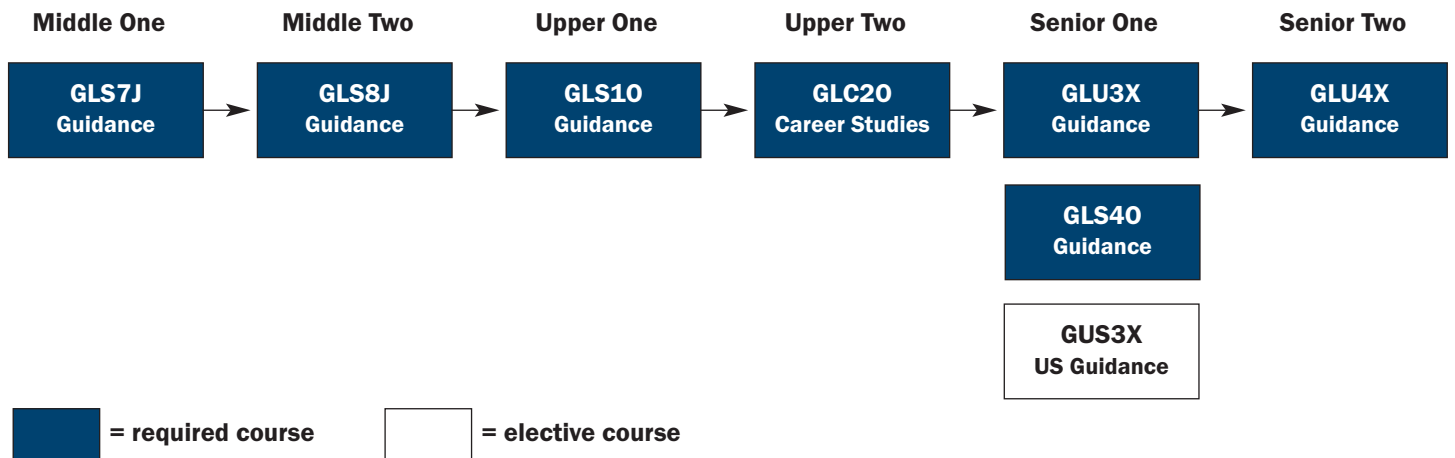 Middle One
Middle Two
Upper One
Upper Two
Senior One
Senior Two
GLS7J
Guidance
GLS8J
Guidance
GLS1O
Guidance
GLC2O
Career Studies
GLU3X
Guidance
GLU4X
Guidance
GLS4O
Guidance
GUS3X
US Guidance
= required course
= elective course